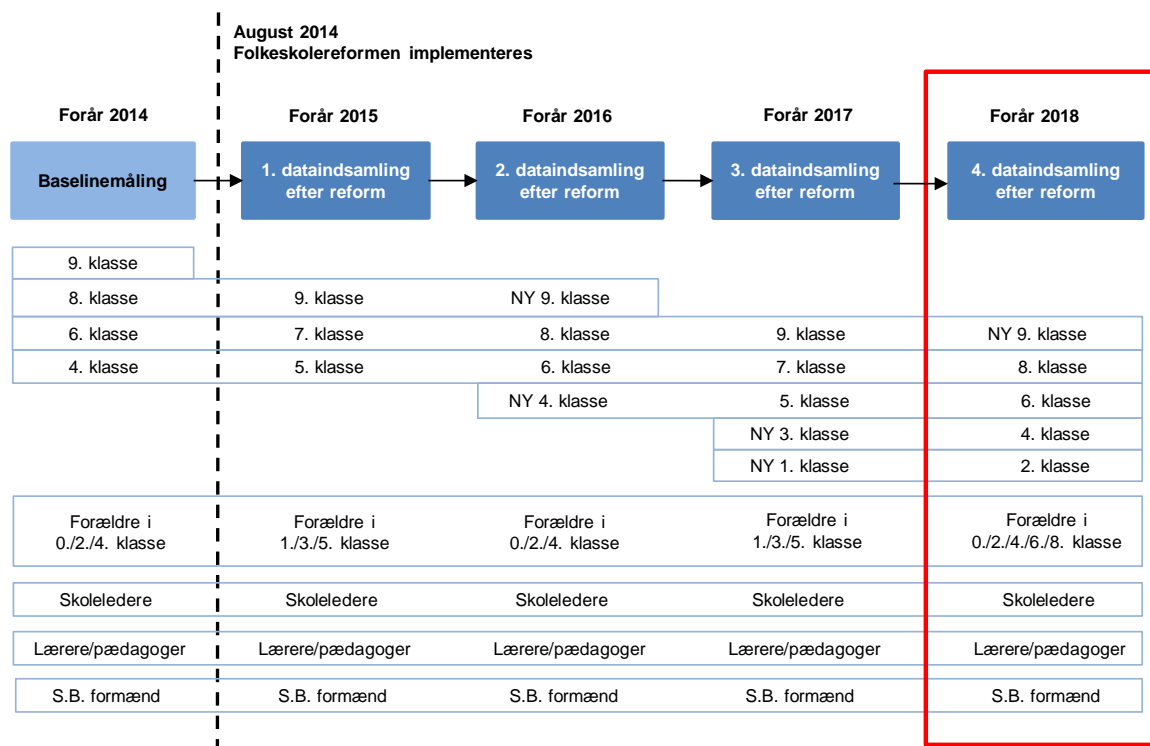 August 2014
Folkeskolereformen implementeres
Forår 2014
Forår 2015
Forår 2016
Forår 2017
Forår 2018
Baselinemåling
1. dataindsamling
efter reform
2. dataindsamling
efter reform
3. dataindsamling
efter reform
4. dataindsamling
efter reform
9. klasse
8. klasse
9. klasse
NY 9. klasse
6. klasse
7. klasse
8. klasse
9. klasse
NY 9. klasse
4. klasse
5. klasse
6. klasse
7. klasse
8. klasse
NY 4. klasse
5. klasse
6. klasse
NY 3. klasse
4. klasse
NY 1. klasse
2. klasse
Forældre i
0./2./4. klasse
Forældre i
1./3./5. klasse
Forældre i
0./2./4. klasse
Forældre i
1./3./5. klasse
Forældre i
0./2./4./6./8. klasse
Skoleledere
Skoleledere
Skoleledere
Skoleledere
Skoleledere
Lærere/pædagoger
Lærere/pædagoger
Lærere/pædagoger
Lærere/pædagoger
Lærere/pædagoger
S.B. formænd
S.B. formænd
S.B. formænd
S.B. formænd
S.B. formænd